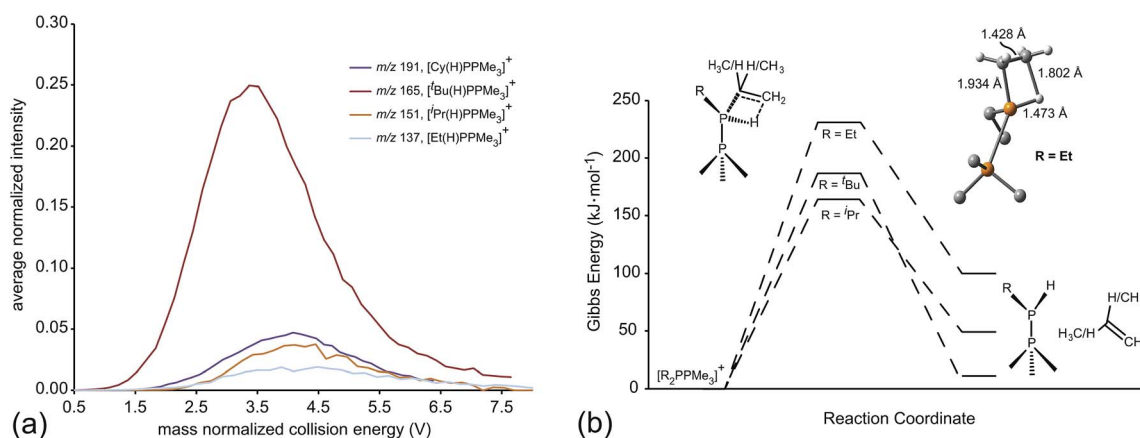 0.30
0.25
0.20
0.15
0.10
0.05
0.00
average normalized intensity
m/z 191, [Cy(H)PPMe3]+
m/z 165, [tBu(H)PPMe3]+
m/z 151, [iPr(H)PPMe3]+
m/z 137, [Et(H)PPMe3]+
0.5 1.5 2.5 3.5 4.5 5.5 6.5 7.5
mass normalized collision energy (V)
(a)
250
200
150
100
50
0
Gibbs Energy (kJ·mol-1)
H3C/H H/CH3
R
CH2
P H
P
1.428 Å
1.934 Å
1.802 Å
1.473 Å
R = Et
R = Et
R = tBu
R = iPr
[R2PPMe3]+
R H
P
P
H/CH
H3C/H
CH
Reaction Coordinate
(b)